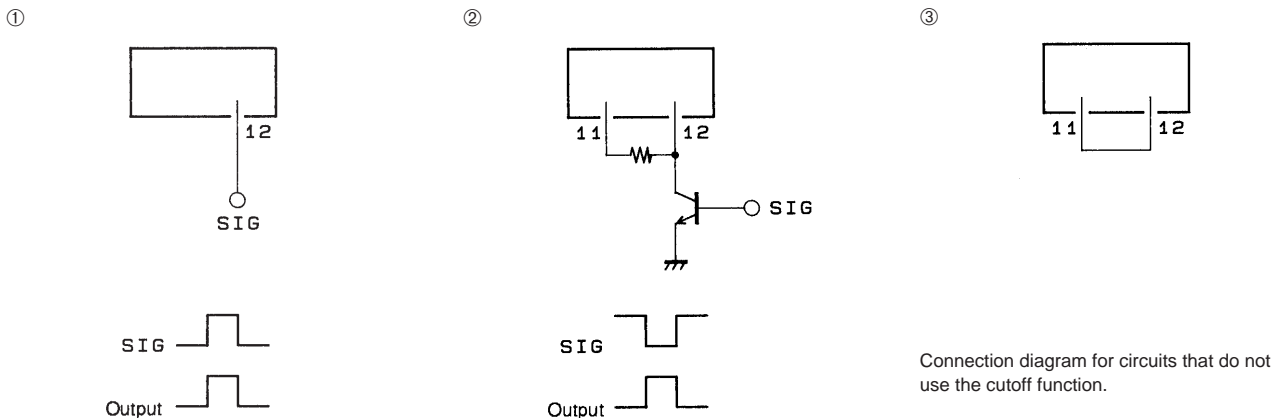 ①
12
SIG
SIG
Output
②
11 12
SIG
SIG
Output
③
11 12
Connection diagram for circuits that do not
use the cutoff function.